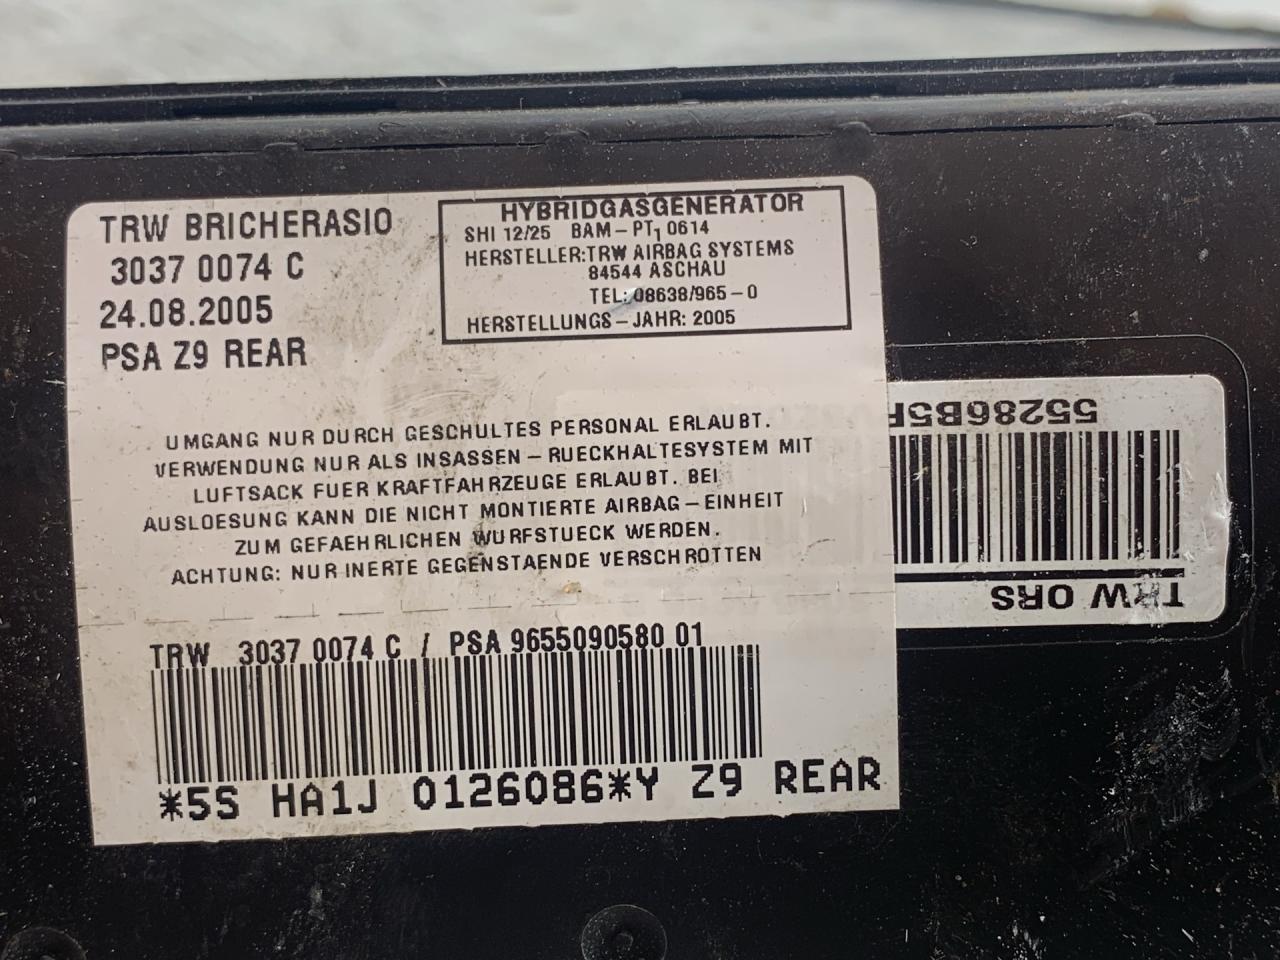 TRW BRICHERASIO
3037 0074 C
24.08.2005
PSA Z9 REAR
HYBRIDGASGENERATOR
SHI 12/25 BAM-PT1 0614
HERSTELLER:TRW AIRBAG SYSTEMS
84544 ASCHAU
TEL: 08638/965-0
HERSTELLUNGS-JAHR: 2005
UMGANG NUR DURCH GESCHULTES PERSONAL ERLAUBT.
VERWENDUNG NUR ALS INSASSEN-RUECKHALTESYSTEM MIT
LUFTSACK FUER KRAFTFAHRZEUGE ERLAUBT. BEI
AUSLOESUNG KANN DIE NICHT MONTIERTE AIRBAG-EINHEIT
ZUM GEFAEHRLICHEN WURFSTUECK WERDEN.
ACHTUNG: NUR INERTE GEGENSTAENDE VERSCHROTTEN
TRW 3037 0074 C / PSA 9655090580 01
*5S HA1J 0126086*Y Z9 REAR
TRW ORS
55286B5